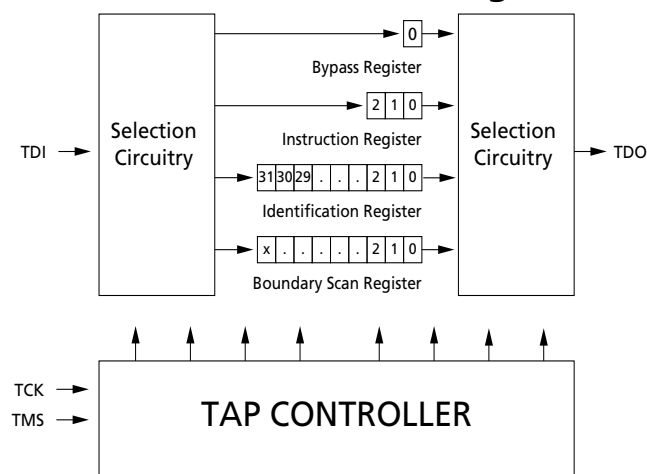 0
Bypass Register
2 1 0
Instruction Register
Selection
Circuitry
Selection
Circuitry
TDI
TDO
31 30 29 . . . 2 1 0
Identification Register
x . . . . . 2 1 0
Boundary Scan Register
TCK
TMS
TAP CONTROLLER